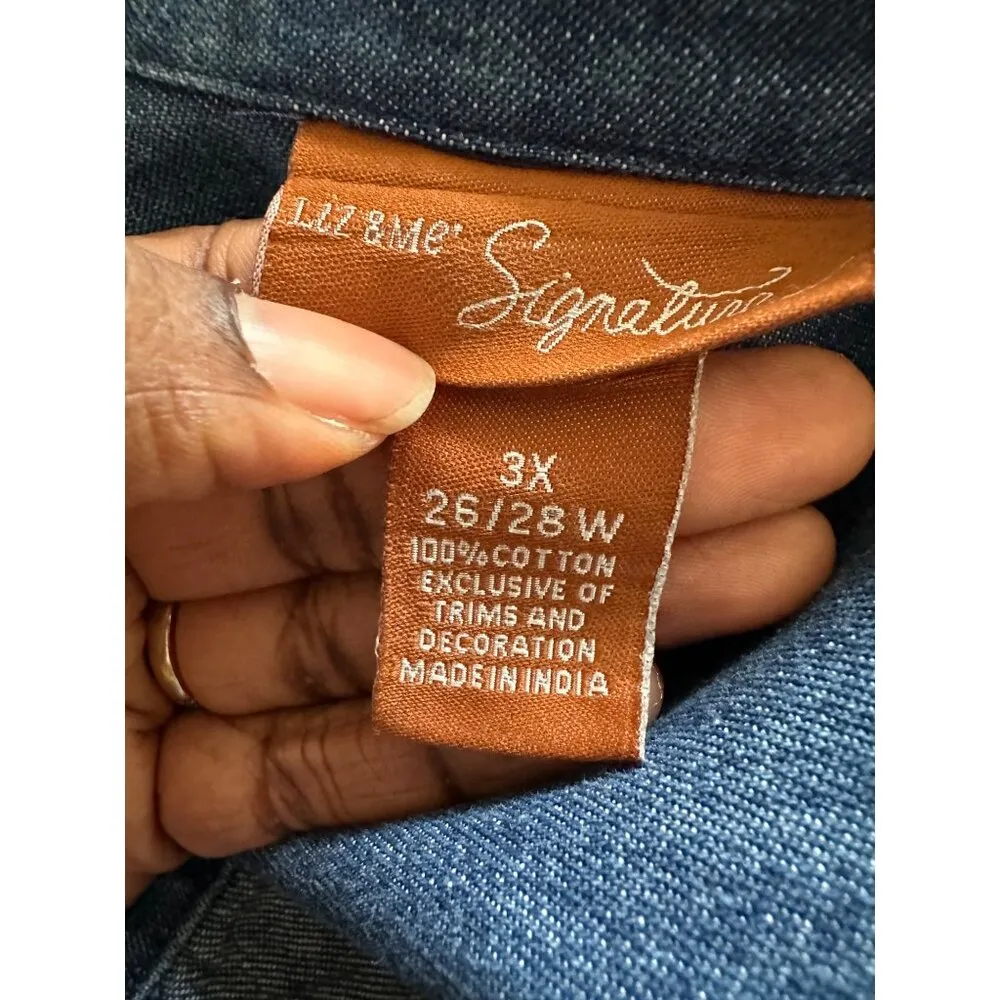 Liz &Me® Signature
3X
26/28 W
100% COTTON
EXCLUSIVE OF
TRIMS AND
DECORATION
MADE IN INDIA